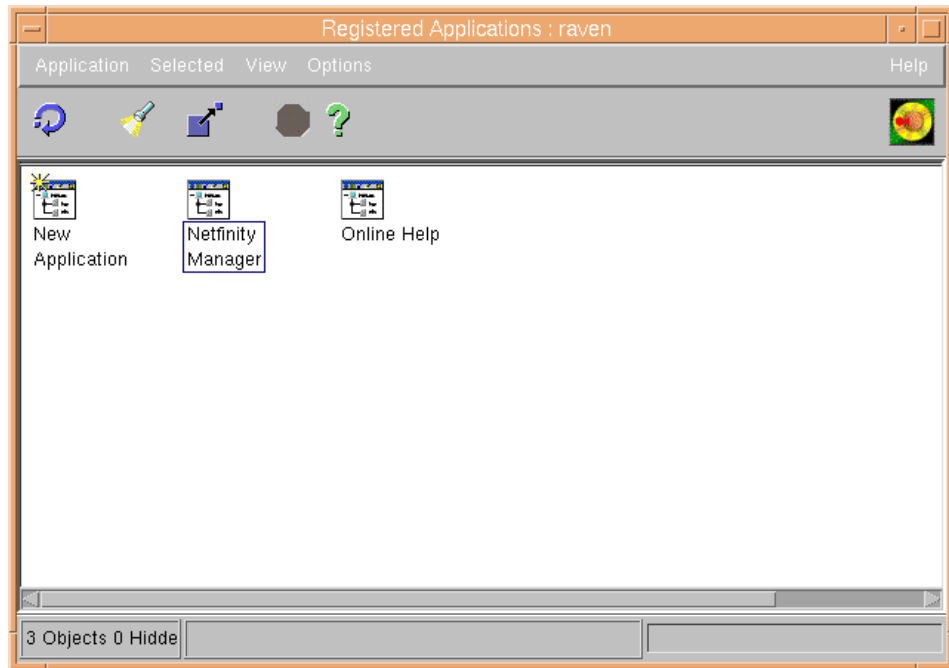 Registered Applications : raven
Application Selected View Options Help
New Application
Netfinity Manager
Online Help
3 Objects 0 Hidde